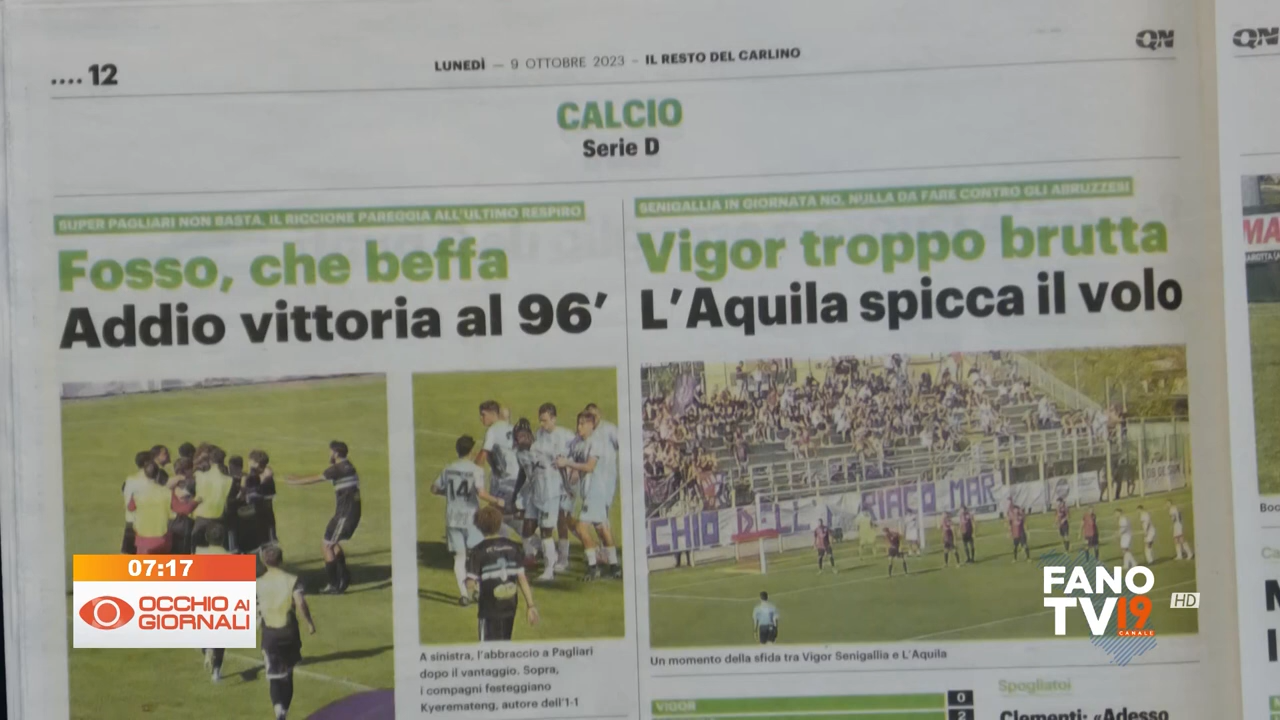 .... 12
LUNEDÌ — 9 OTTOBRE 2023 – IL RESTO DEL CARLINO
QN
QN
CALCIO
Serie D
SUPER PAGLIARI NON BASTA, IL RICCIONE PAREGGIA ALL'ULTIMO RESPIRO
Fosso, che beffa
Addio vittoria al 96'
SENIGALLIA IN GIORNATA NO, NULLA DA FARE CONTRO GLI ABRUZZESI
Vigor troppo brutta
L'Aquila spicca il volo
14
A sinistra, l'abbraccio a Pagliari
dopo il vantaggio. Sopra,
i compagni festeggiano
Kyeremateng, autore dell'1-1
Un momento della sfida tra Vigor Senigallia e L'Aquila
VIGOR
0
2
Spogliatoi
Clementi: «Adesso
07:17
OCCHIO AI
GIORNALI
FANO
TV19
CANALE
HD